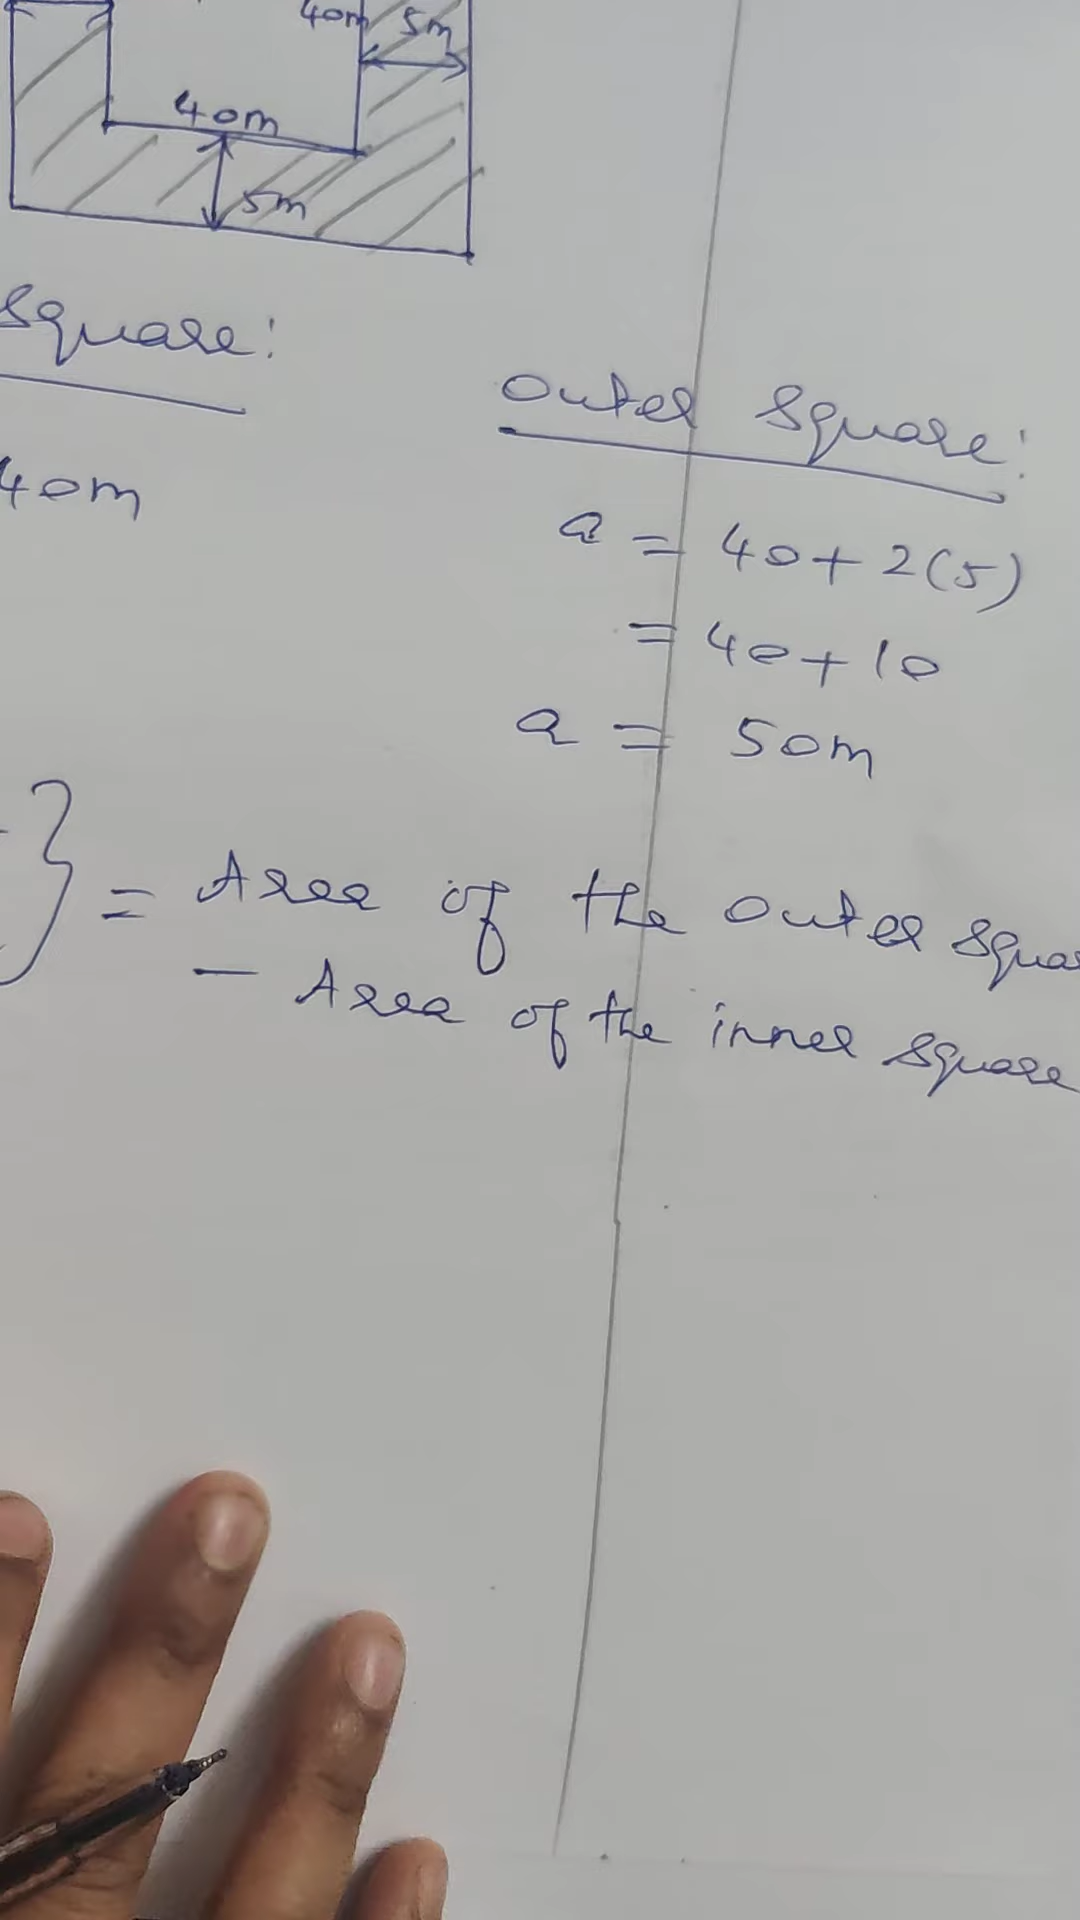 40m 5m
40m
5m
Square:
Outer Square:
40m
a = 40 + 2(5)
= 40 + 10
a = 50m
} = Area of the outer Squa
- Area of the inner Square